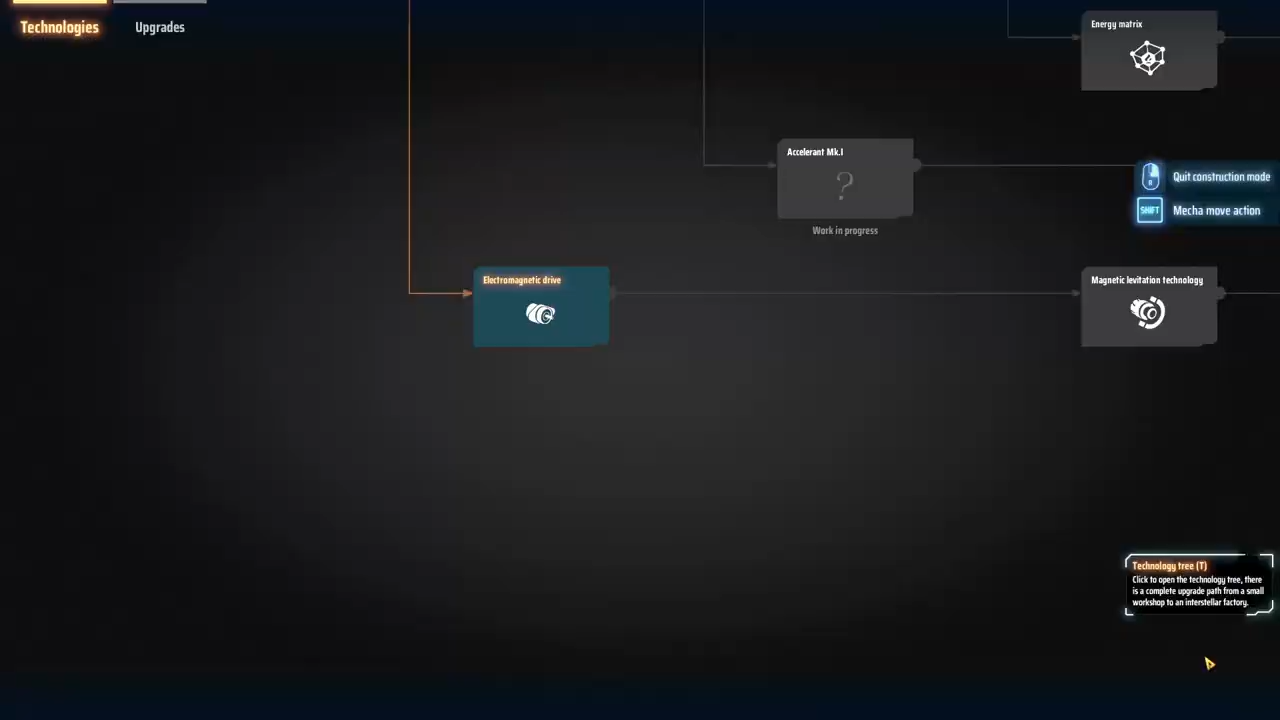 Technologies
Upgrades
Energy matrix
Accelerant Mk.I
?
Work in progress
R
Quit construction mode
SHIFT
Mecha move action
Electromagnetic drive
Magnetic levitation technology
Technology tree (T)
Click to open the technology tree, there
is a complete upgrade path from a small
workshop to an interstellar factory.